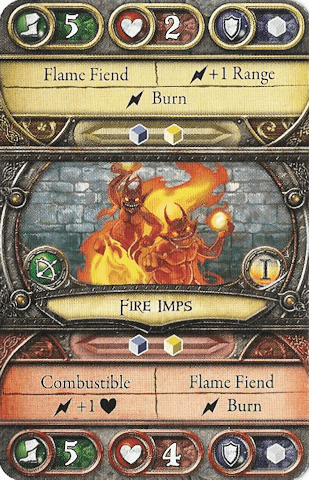 5 2
Flame Fiend +1 Range
Burn
FIRE IMPS
I
Combustible Flame Fiend
+1 Burn
5 4